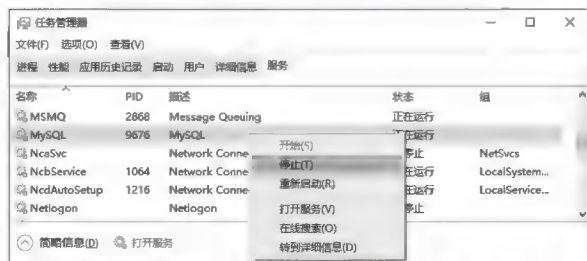 任务管理器
文件(F) 选项(O) 查看(V)
进程 性能 应用历史记录 启动 用户 详细信息 服务
名称 PID 描述 状态 组
MSMQ 2868 Message Queuing 正在运行
MySQL 9676 MySQL 正在运行
NcaSvc Network Conne 停止 NetSvcs
NcbService 1064 Network Conne 在运行 LocalSystem...
NcdAutoSetup 1216 Network Conne 在运行 LocalService...
Netlogon Netlogon 停止
开始(S)
停止(T)
重新启动(R)
打开服务(V)
在线搜索(O)
转到详细信息(D)
简略信息(D) 打开服务